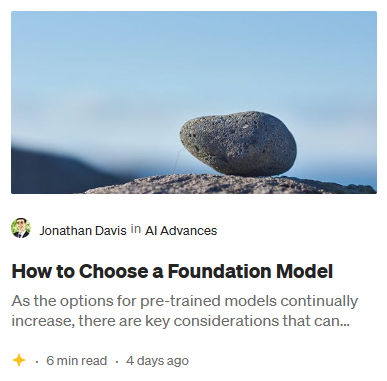 Jonathan Davis in AI Advances
How to Choose a Foundation Model
As the options for pre-trained models continually
increase, there are key considerations that can...
· 6 min read · 4 days ago